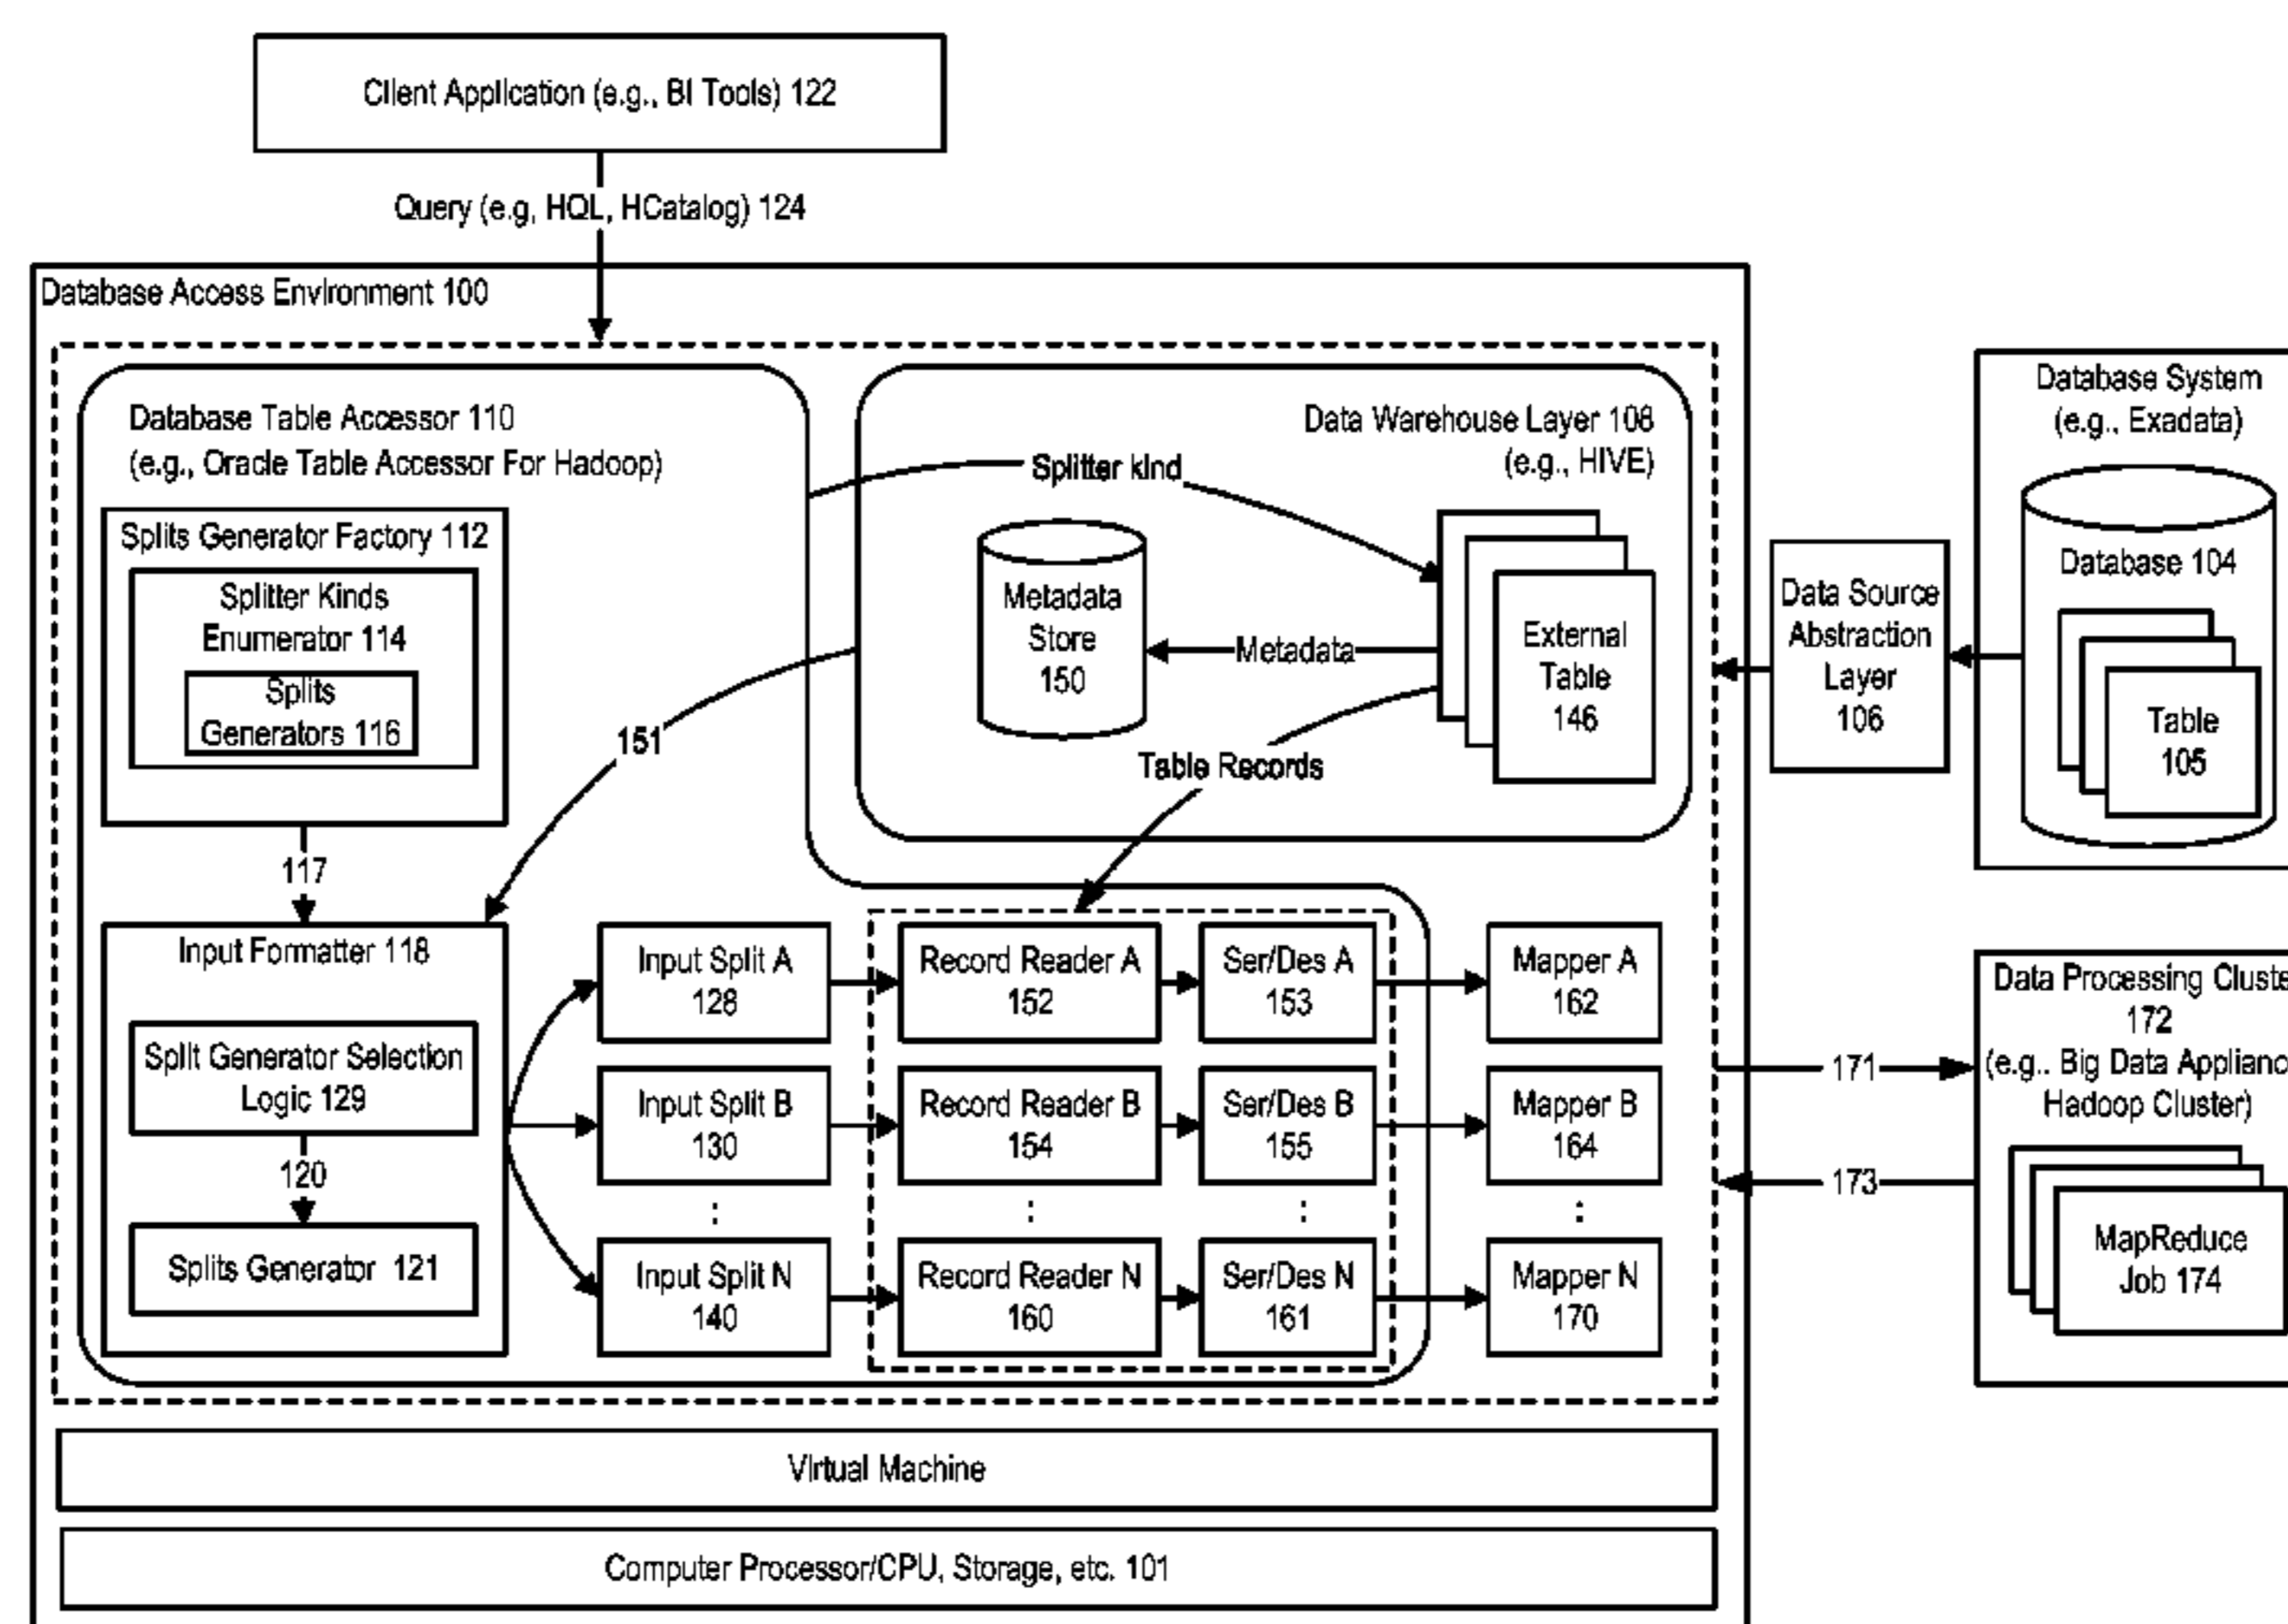 Client Application (e.g., BI Tools) 122
Query (e.g, HQL, HCatalog) 124
Database Access Environment 100
Database Table Accessor 110
(e.g., Oracle Table Accessor For Hadoop)
Splits Generator Factory 112
Splitter Kinds
Enumerator 114
Splits
Generators 116
117
151
Input Formatter 118
Split Generator Selection
Logic 129
120
Splits Generator 121
Data Warehouse Layer 108
(e.g., HIVE)
Splitter kind
Metadata
Store
150
Metadata
External
Table
146
Table Records
Input Split A
128
Record Reader A
152
Ser/Des A
153
Mapper A
162
Input Split B
130
Record Reader B
154
Ser/Des B
155
Mapper B
164
:
:
:
:
Input Split N
140
Record Reader N
160
Ser/Des N
161
Mapper N
170
Virtual Machine
Computer Processor/CPU, Storage, etc. 101
Data Source
Abstraction
Layer
106
Database System
(e.g., Exadata)
Database 104
Table
105
171
173
Data Processing Cluste
172
(e.g.. Big Data Applianc
Hadoop Cluster)
MapReduce
Job 174